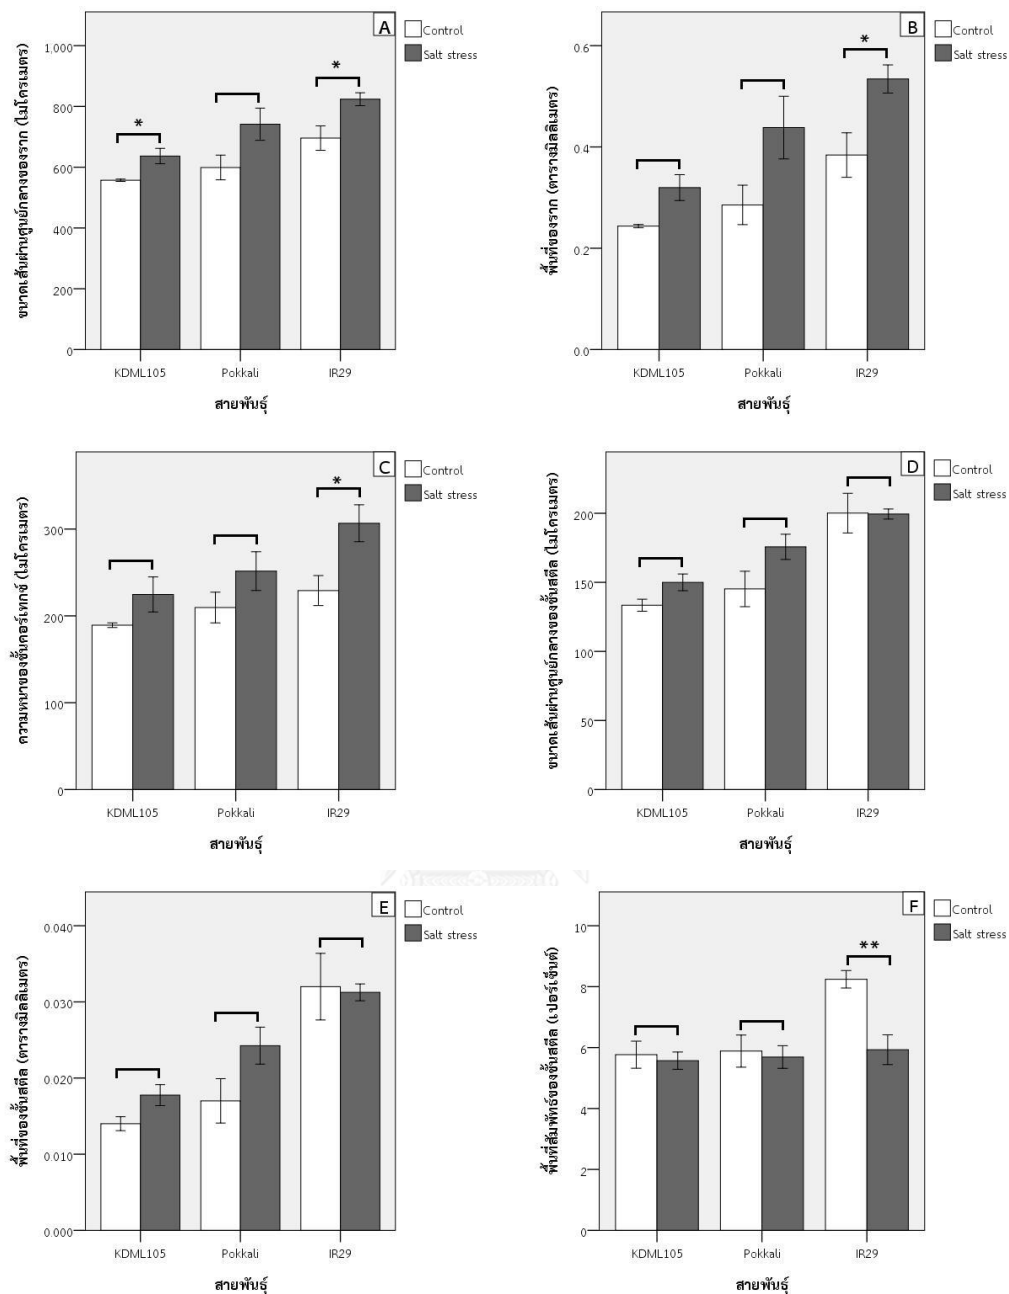 A
Control
Salt stress
ขนาดเส้นผ่านศูนย์กลางของราก (ไมโครเมตร)
1,000
800
600
400
200
0
*
*
KDML105 Pokkali IR29
สายพันธุ์
B
Control
Salt stress
พื้นที่ของราก (ตารางมิลลิเมตร)
0.6
0.4
0.2
0.0
*
KDML105 Pokkali IR29
สายพันธุ์
C
Control
Salt stress
ความหนาของชั้นคอร์เทกซ์ (ไมโครเมตร)
300
200
100
0
*
KDML105 Pokkali IR29
สายพันธุ์
D
Control
Salt stress
ขนาดเส้นผ่านศูนย์กลางของชั้นสตีล (ไมโครเมตร)
200
150
100
50
0
KDML105 Pokkali IR29
สายพันธุ์
E
Control
Salt stress
พื้นที่ของชั้นสตีล (ตารางมิลลิเมตร)
0.040
0.030
0.020
0.010
0.000
KDML105 Pokkali IR29
สายพันธุ์
F
Control
Salt stress
พื้นที่สัมพัทธ์ของชั้นสตีล (เปอร์เซ็นต์)
10
8
6
4
2
0
**
KDML105 Pokkali IR29
สายพันธุ์